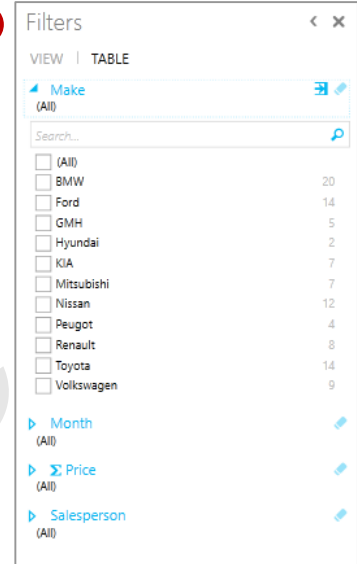 Filters
VIEW | TABLE
Make
(All)
Search...
(All)
BMW 20
Ford 14
GMH 5
Hyundai 2
KIA 7
Mitsubishi 7
Nissan 12
Peugot 4
Renault 8
Toyota 14
Volkswagen 9
Month
(All)
Σ Price
(All)
Salesperson
(All)